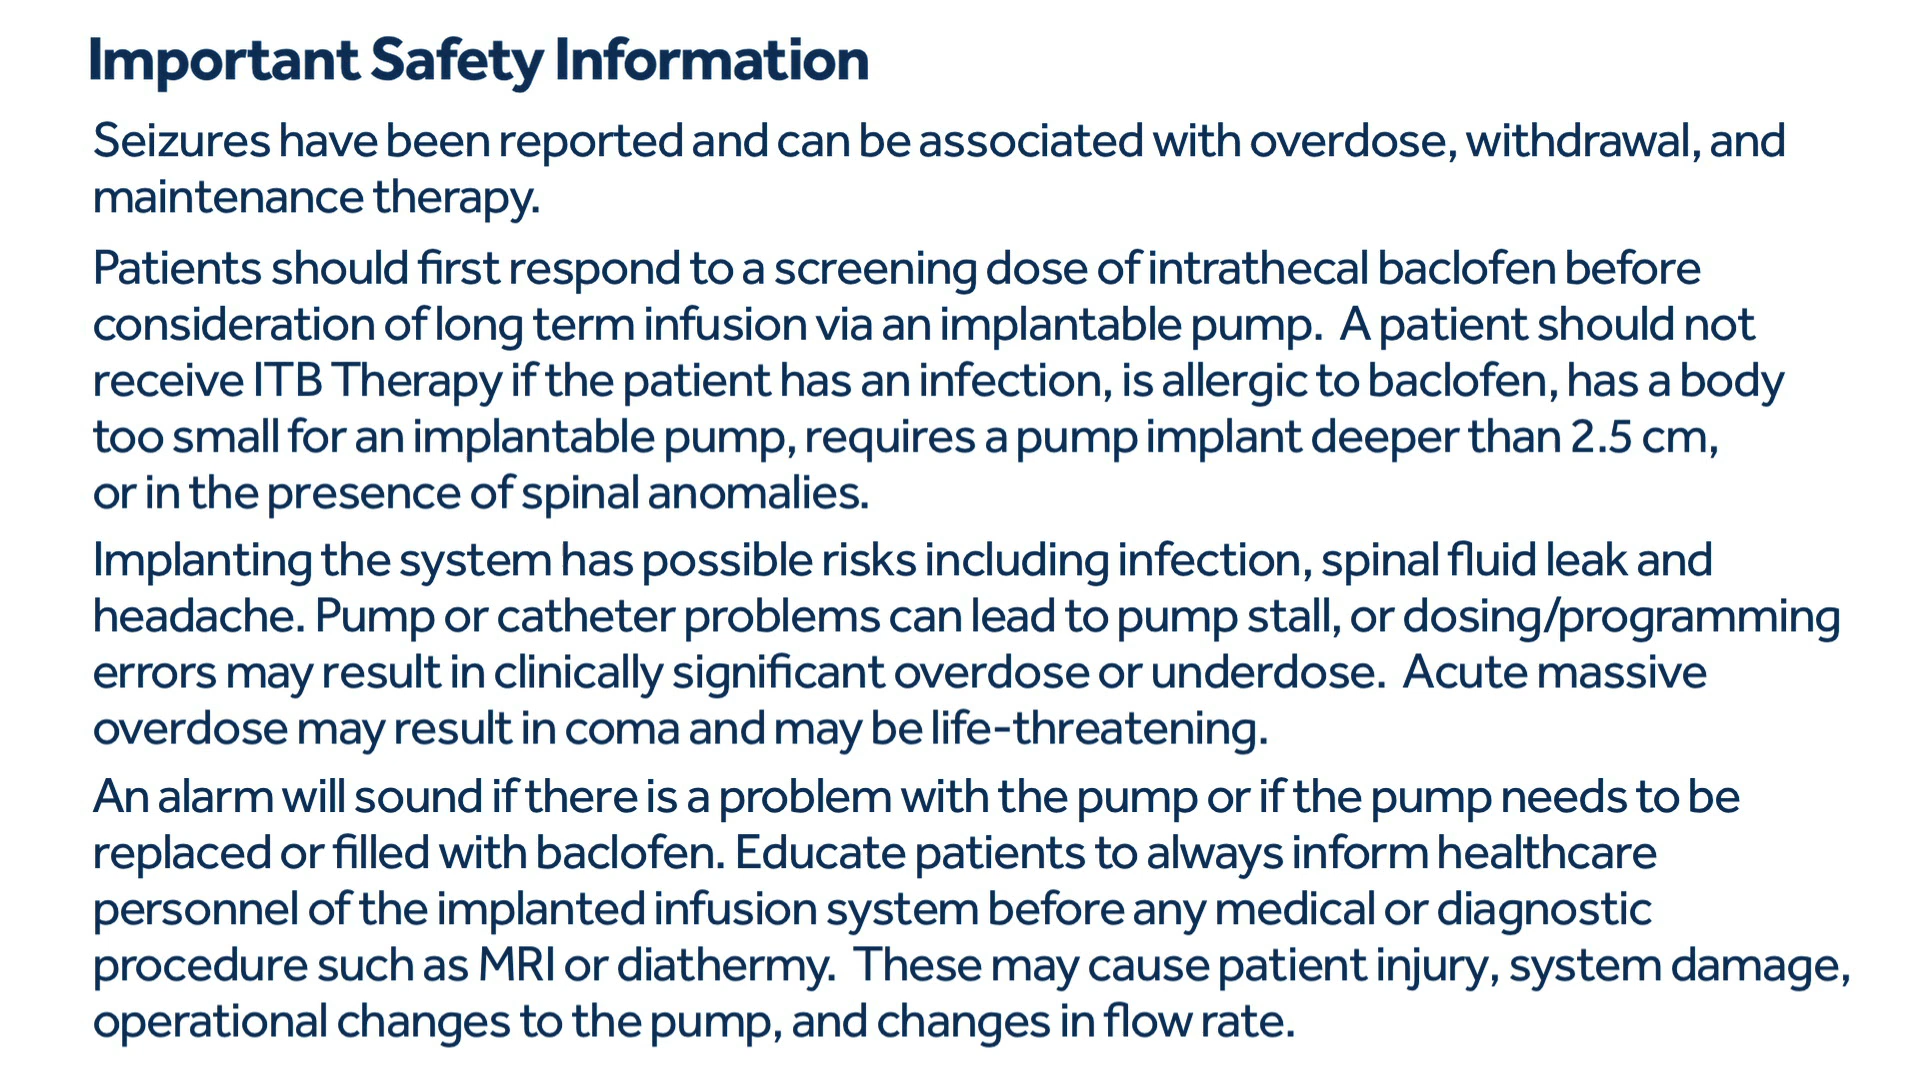 Important Safety Information
Seizures have been reported and can be associated with overdose, withdrawal, and
maintenance therapy.
Patients should first respond to a screening dose of intrathecal baclofen before
consideration of long term infusion via an implantable pump.  A patient should not
receive ITB Therapy if the patient has an infection, is allergic to baclofen, has a body
too small for an implantable pump, requires a pump implant deeper than 2.5 cm,
or in the presence of spinal anomalies.
Implanting the system has possible risks including infection, spinal fluid leak and
headache. Pump or catheter problems can lead to pump stall, or dosing/programming
errors may result in clinically significant overdose or underdose.  Acute massive
overdose may result in coma and may be life-threatening.
An alarm will sound if there is a problem with the pump or if the pump needs to be
replaced or filled with baclofen. Educate patients to always inform healthcare
personnel of the implanted infusion system before any medical or diagnostic
procedure such as MRI or diathermy.  These may cause patient injury, system damage,
operational changes to the pump, and changes in flow rate.